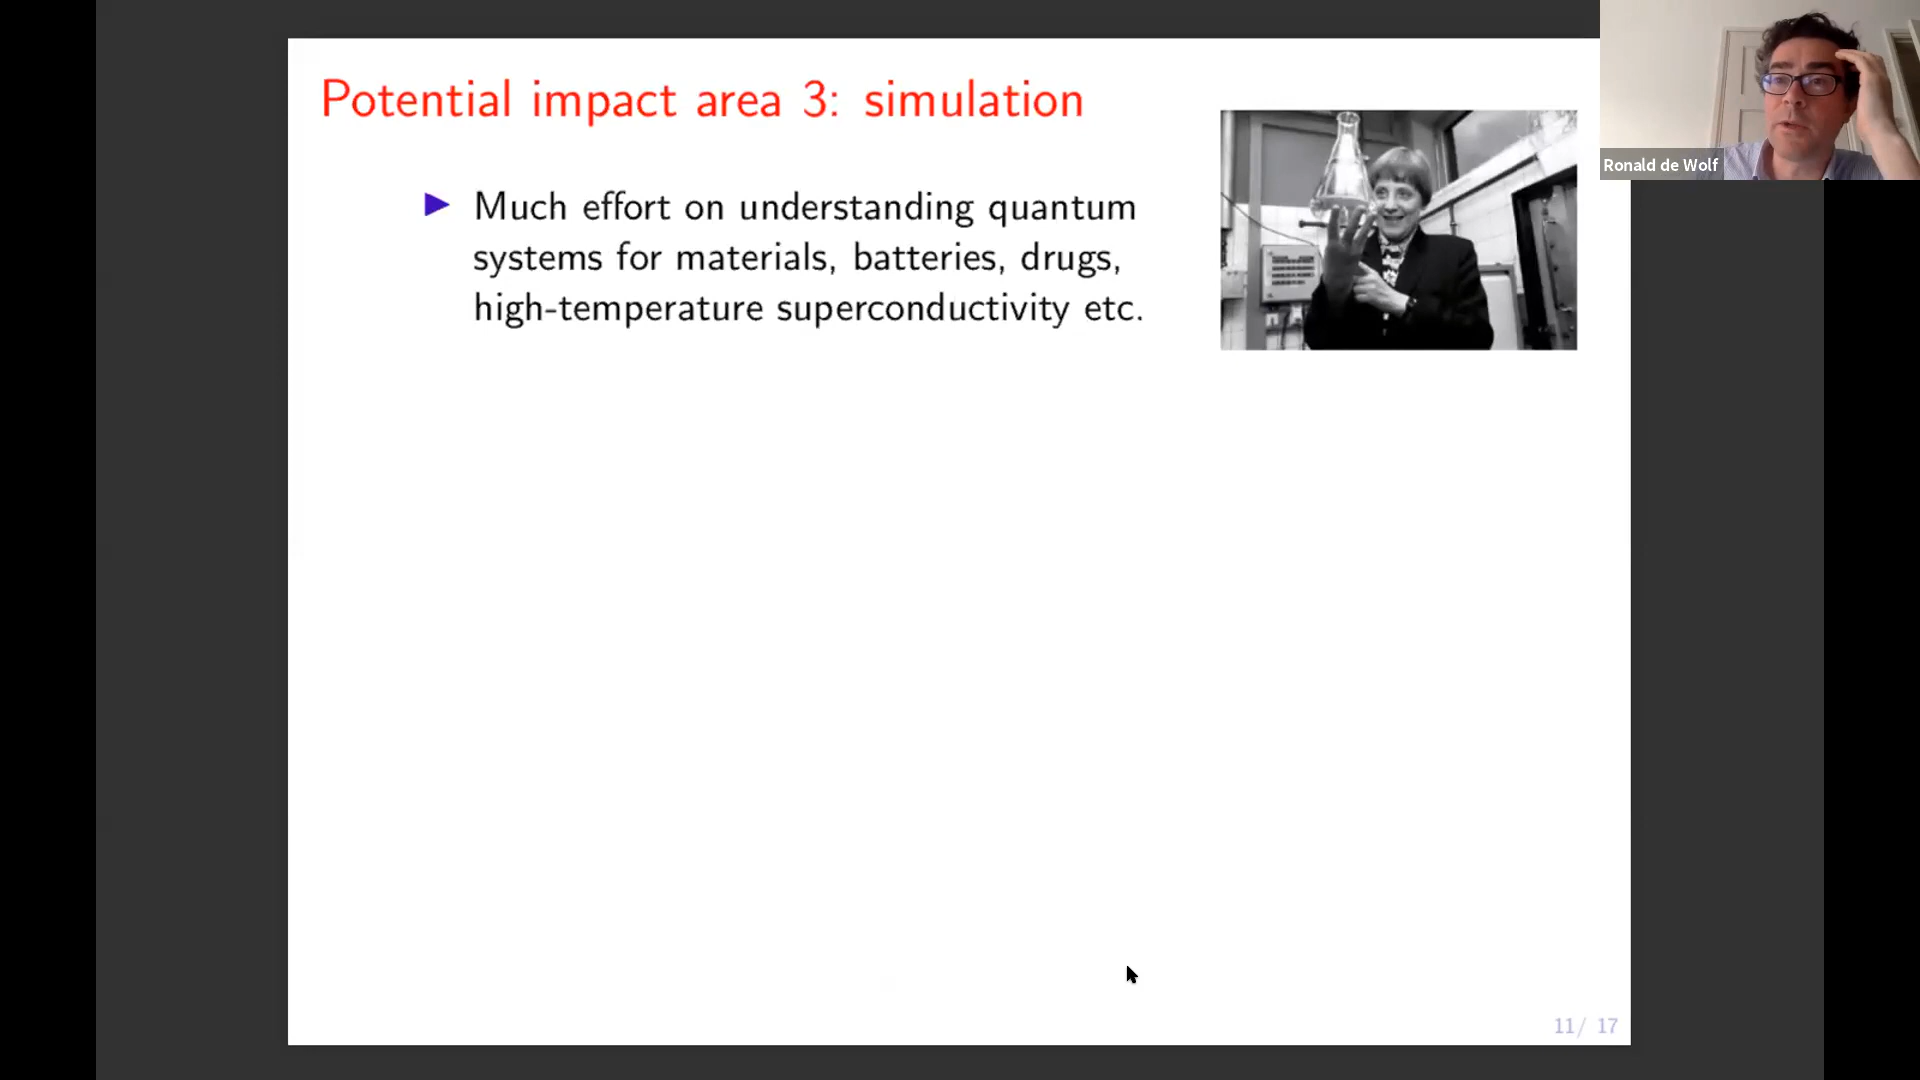 Potential impact area 3: simulation
Ronald de Wolf
▶ Much effort on understanding quantum
systems for materials, batteries, drugs,
high-temperature superconductivity etc.
11/ 17